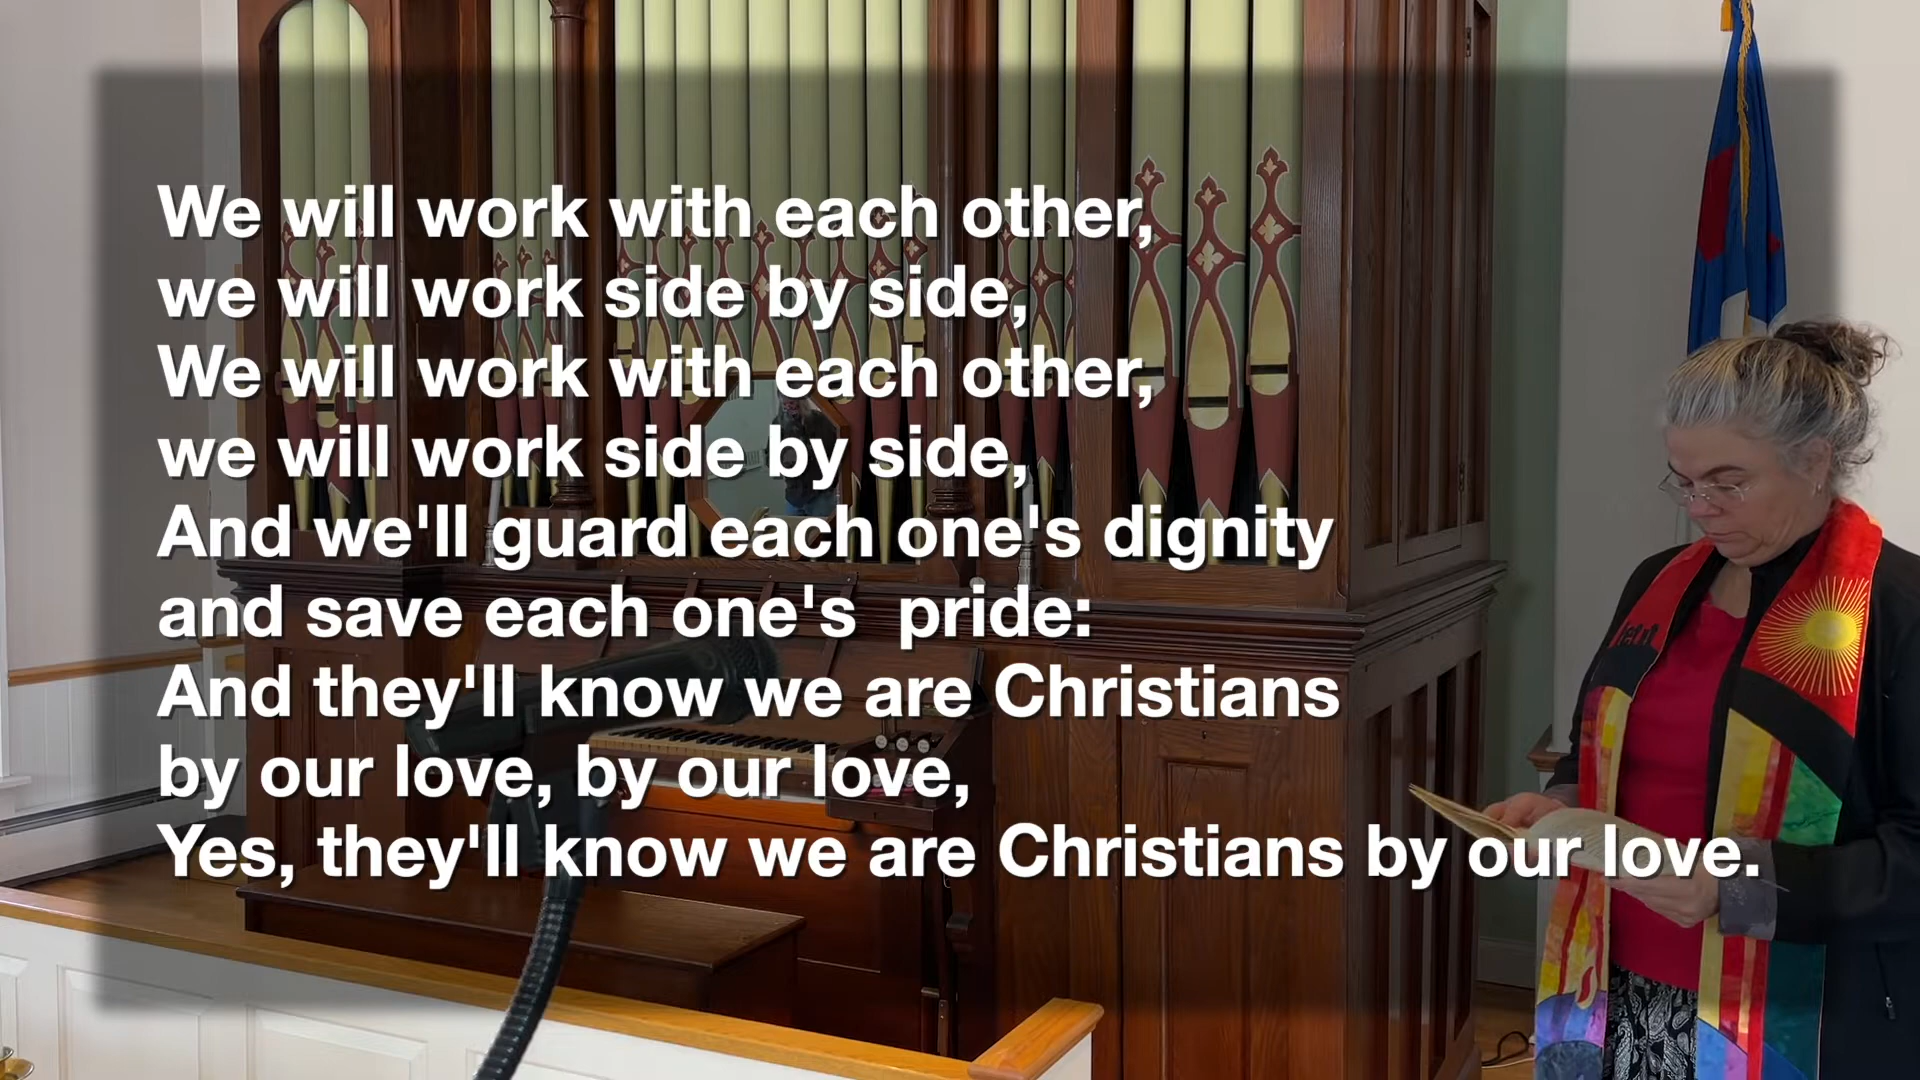 We will work with each other,
we will work side by side,
We will work with each other,
we will work side by side,
And we'll guard each one's dignity
and save each one's  pride:
And they'll know we are Christians
by our love, by our love,
Yes, they'll know we are Christians by our love.